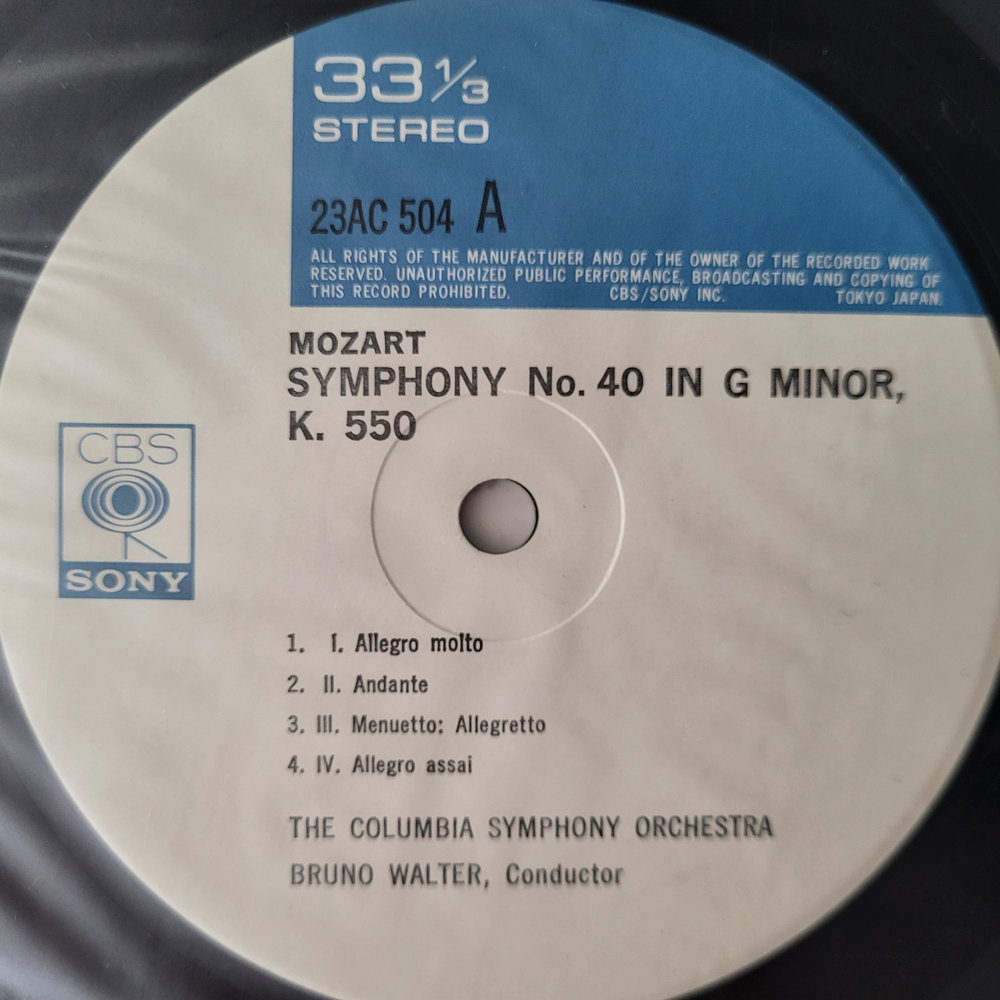 33 1/3
STEREO
23AC 504 A
ALL RIGHTS OF THE MANUFACTURER AND OF THE OWNER OF THE RECORDED WORK
RESERVED. UNAUTHORIZED PUBLIC PERFORMANCE, BROADCASTING AND COPYING OF
THIS RECORD PROHIBITED. CBS/SONY INC. TOKYO JAPAN.
MOZART
SYMPHONY No. 40 IN G MINOR,
K. 550
CBS
SONY
1. I. Allegro molto
2. II. Andante
3. III. Menuetto: Allegretto
4. IV. Allegro assai
THE COLUMBIA SYMPHONY ORCHESTRA
BRUNO WALTER, Conductor